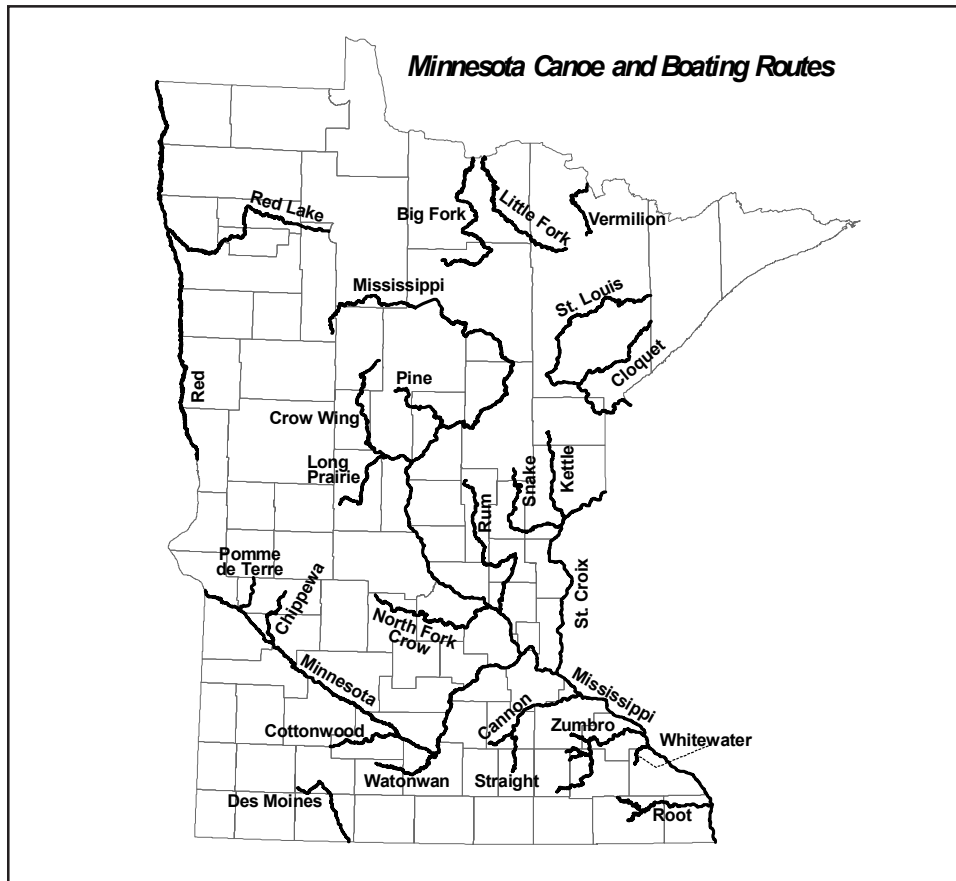 Minnesota Canoe and Boating Routes
Red Lake
Big Fork
Little Fork
Vermilion
Mississippi
St. Louis
Cloquet
Red
Pine
Crow Wing
Long
Prairie
Rum
Snake
Kettle
Pomme
de Terre
Chippewa
North Fork
Crow
St. Croix
Minnesota
Mississippi
Cannon
Cottonwood
Zumbro
Whitewater
Watonwan
Straight
Des Moines
Root